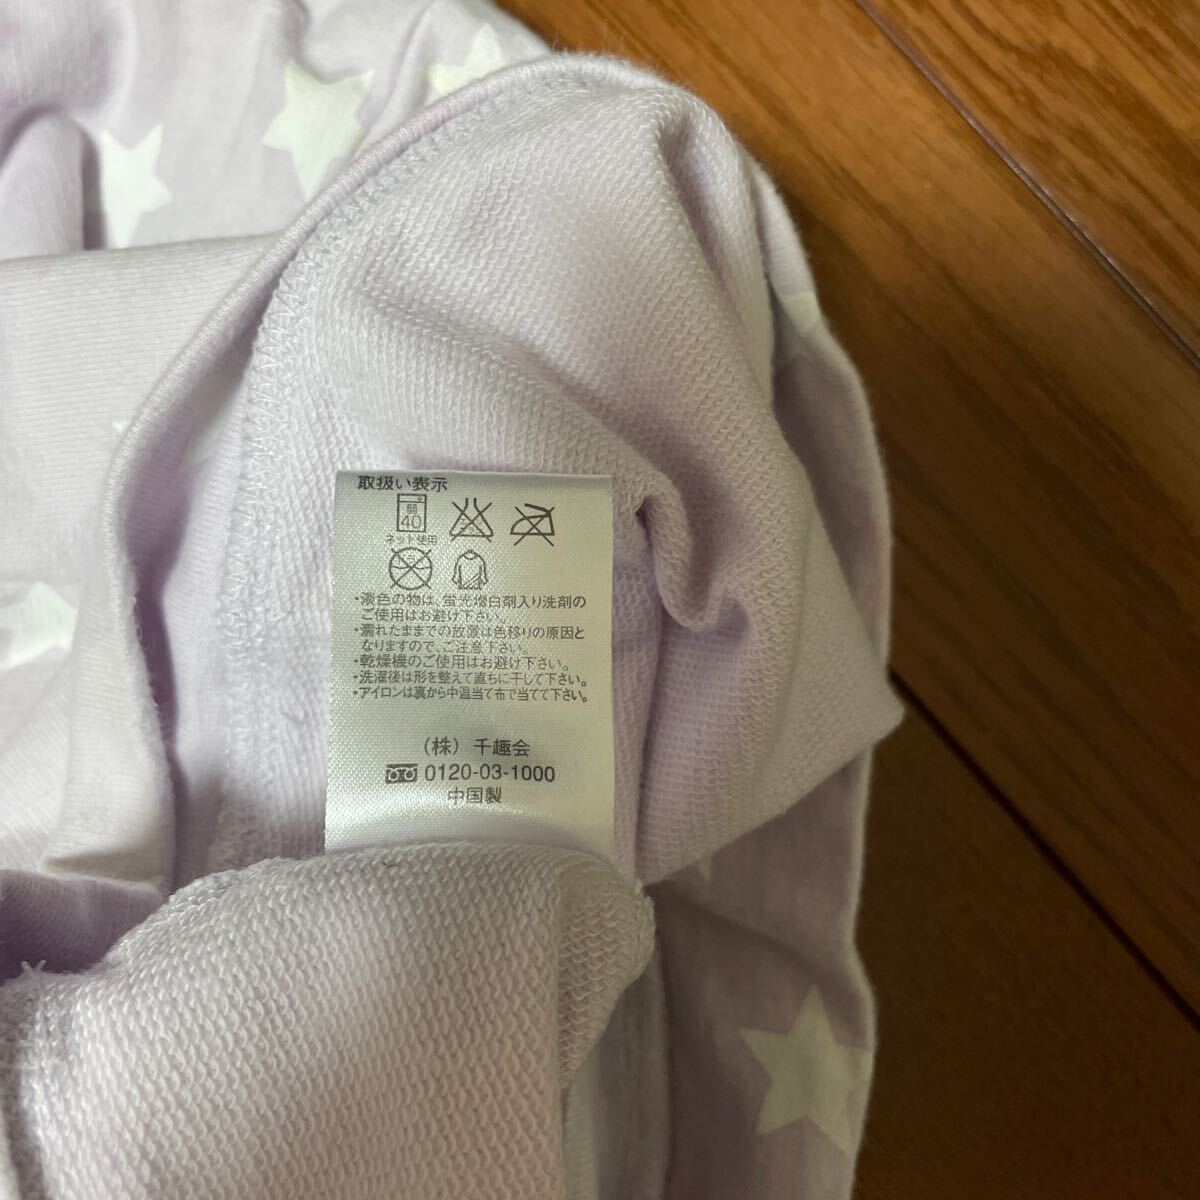 取扱い表示
弱
40
ネット使用
・淡色の物は、蛍光増白剤入り洗剤の
ご使用はお避け下さい。
・濡れたままでの放置は色移りの原因と
なりますので、ご注意下さい。
・乾燥機のご使用はお避け下さい。
・洗濯後は形を整えて直ちに干して下さい。
・アイロンは裏から中温当て布で当てて下さい。
（株）千趣会
0120-03-1000
中国製